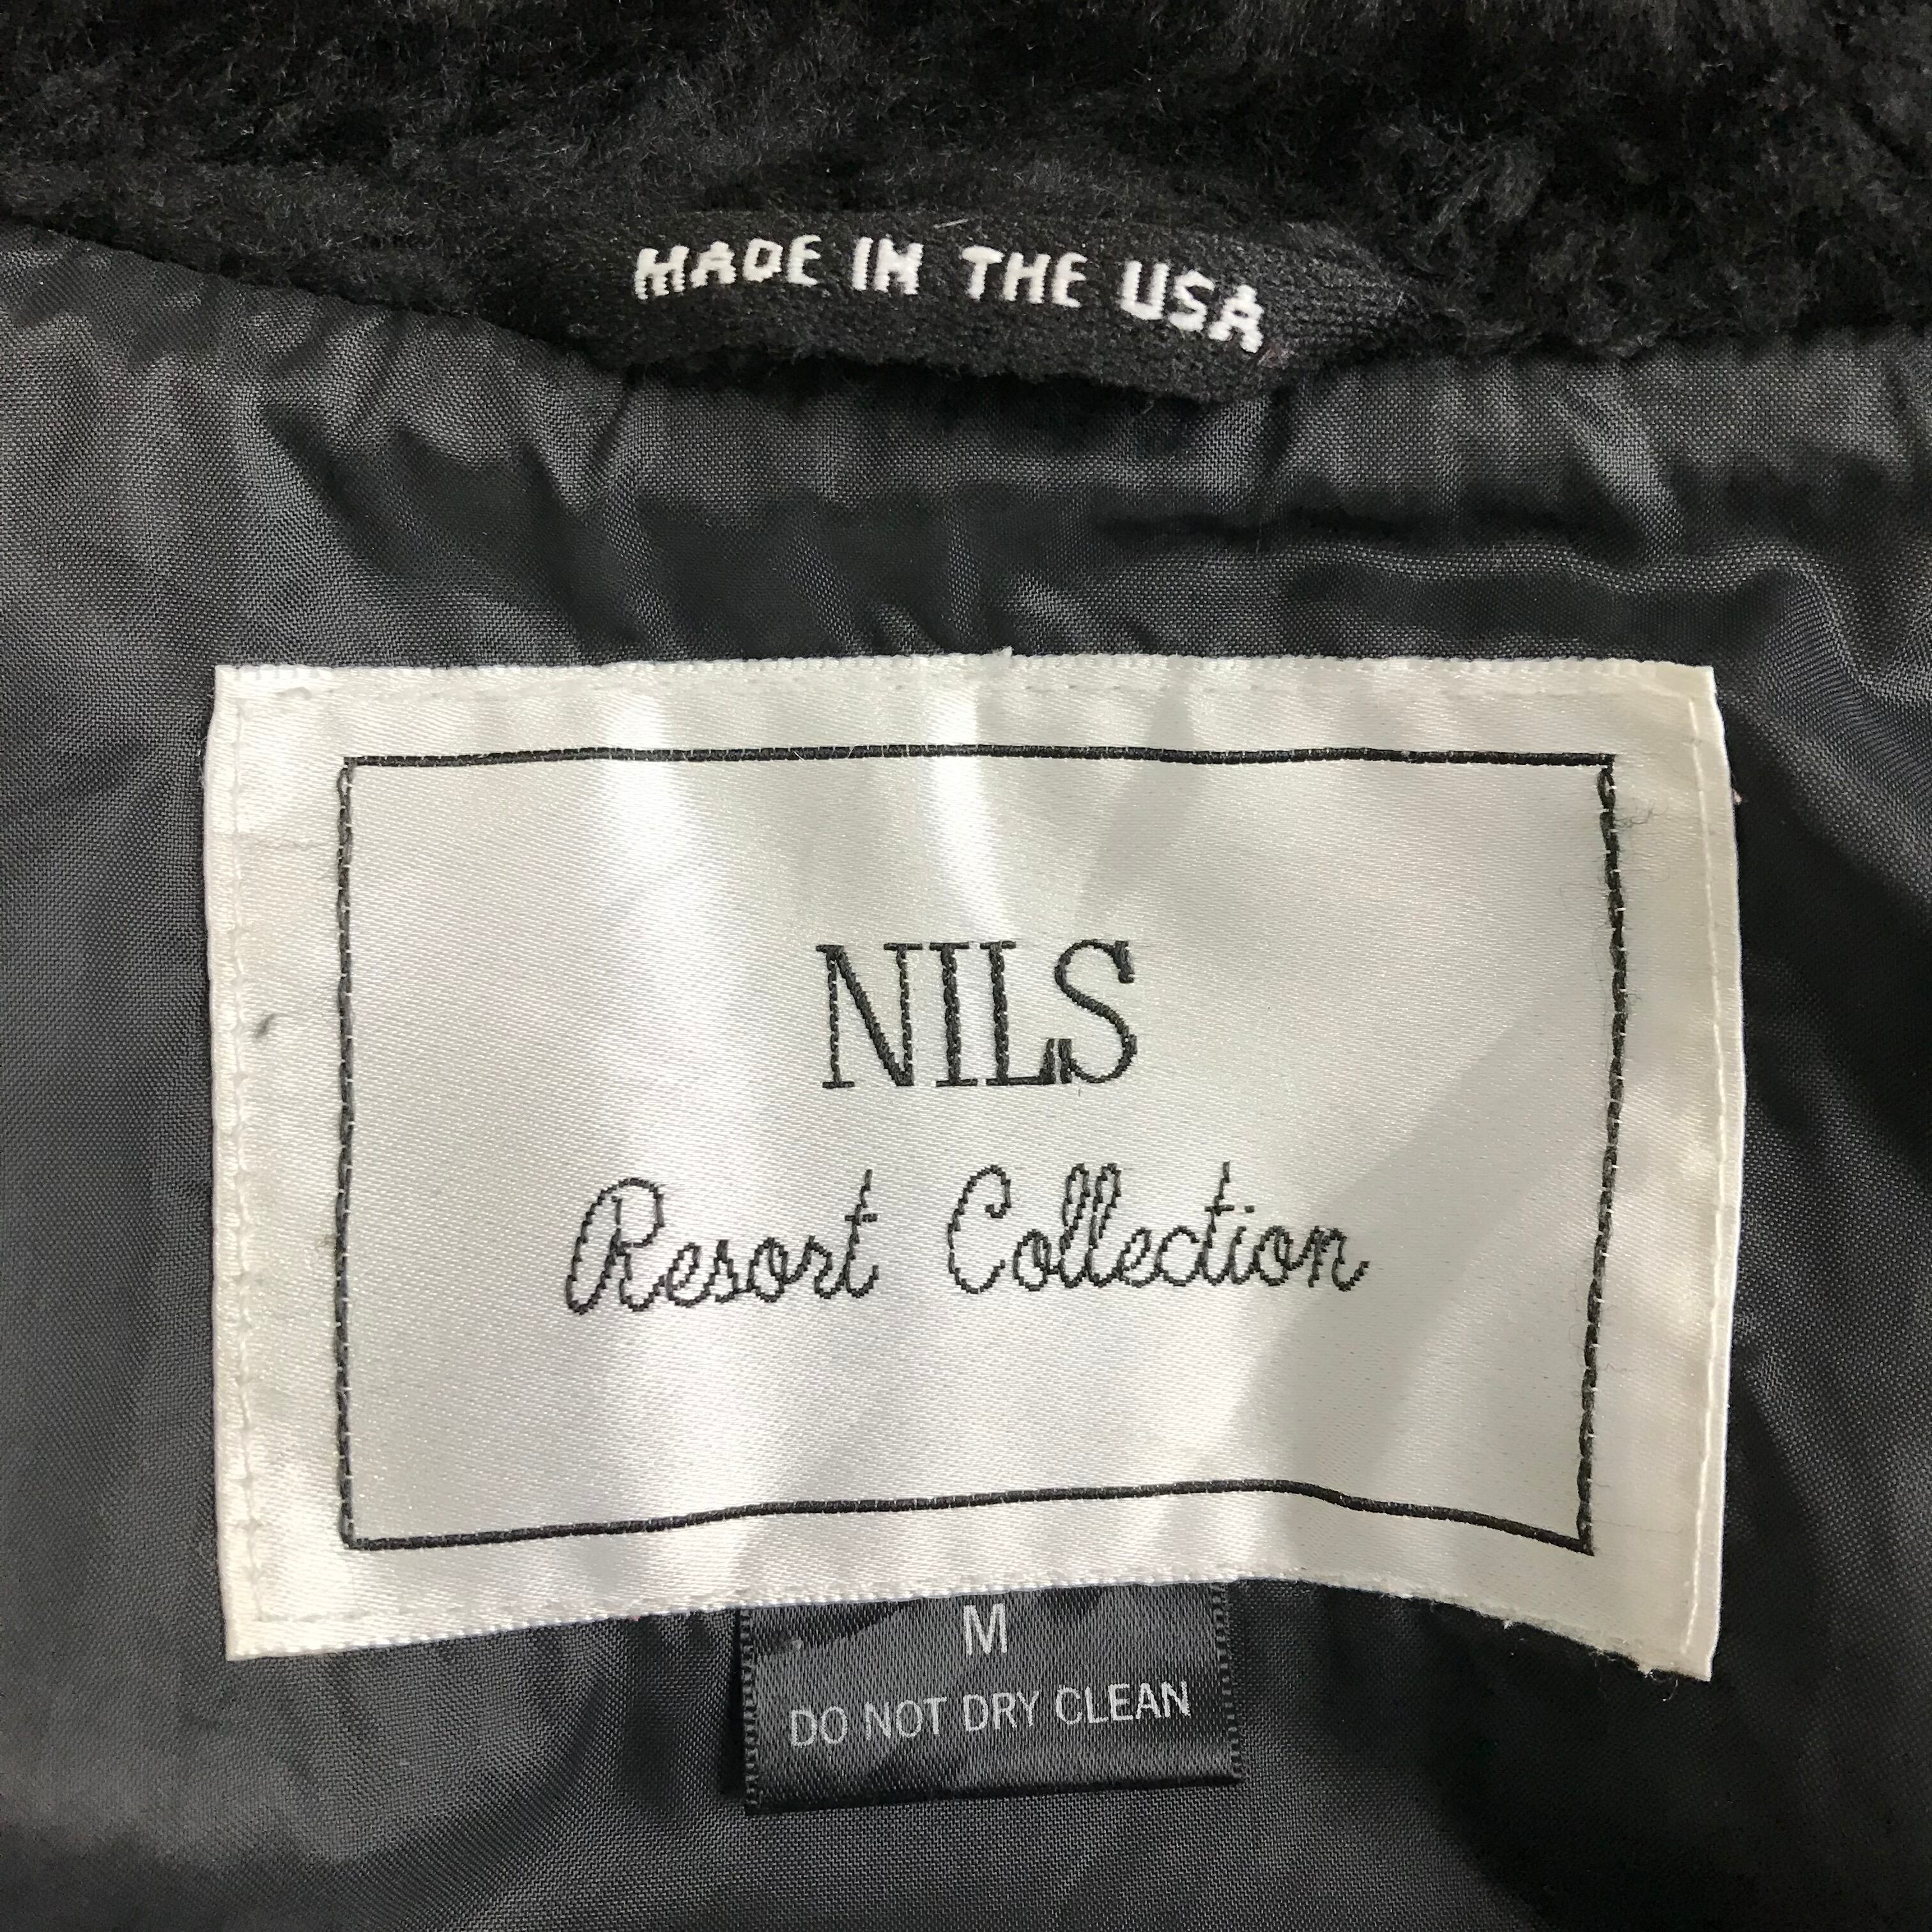 MADE IN THE USA
NILS
Resort Collection
M
DO NOT DRY CLEAN